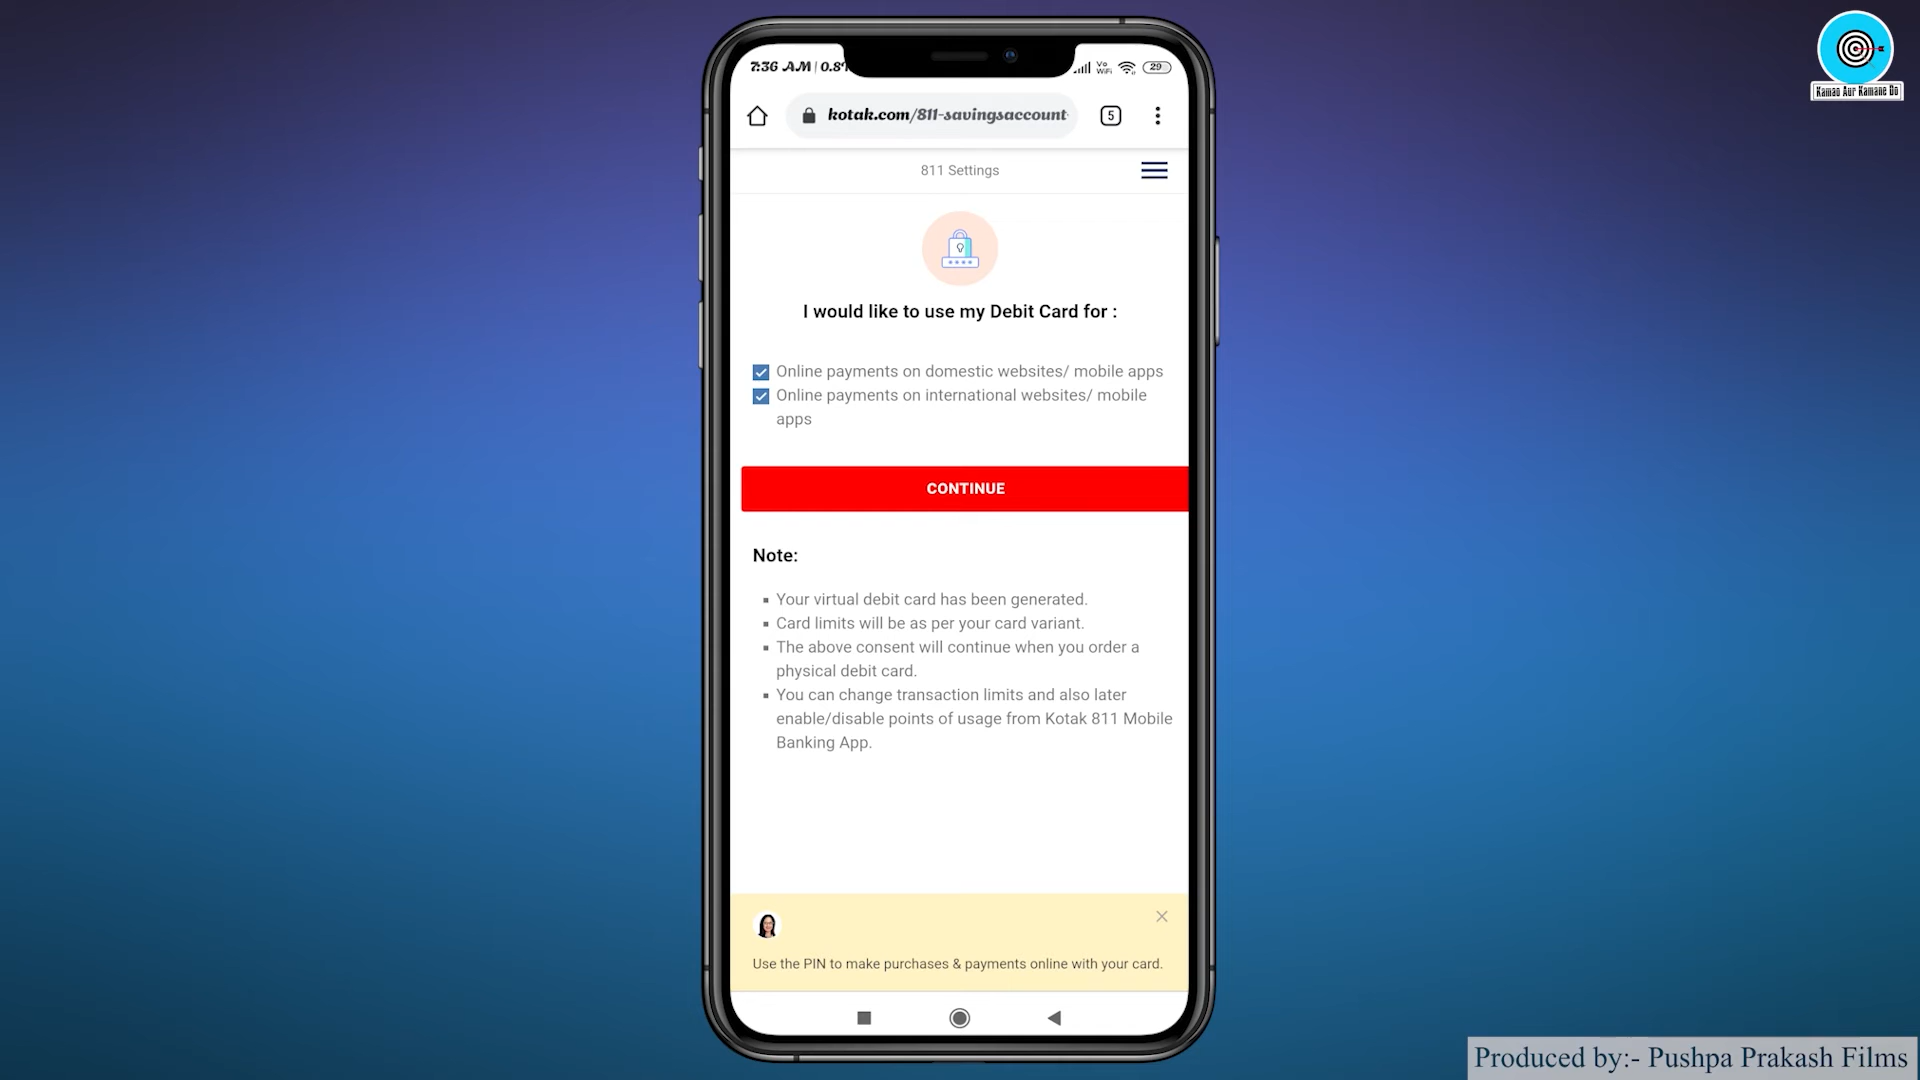 Kamao Aur Kamane Do
7:36 AM | 0.8
Vo
WiFi
29
kotak.com/811-savingsaccount
5
811 Settings
I would like to use my Debit Card for :
Online payments on domestic websites/ mobile apps
Online payments on international websites/ mobile
apps
CONTINUE
Note:
▪ Your virtual debit card has been generated.
▪ Card limits will be as per your card variant.
▪ The above consent will continue when you order a
physical debit card.
▪ You can change transaction limits and also later
enable/disable points of usage from Kotak 811 Mobile
Banking App.
Use the PIN to make purchases & payments online with your card.
Produced by:- Pushpa Prakash Films